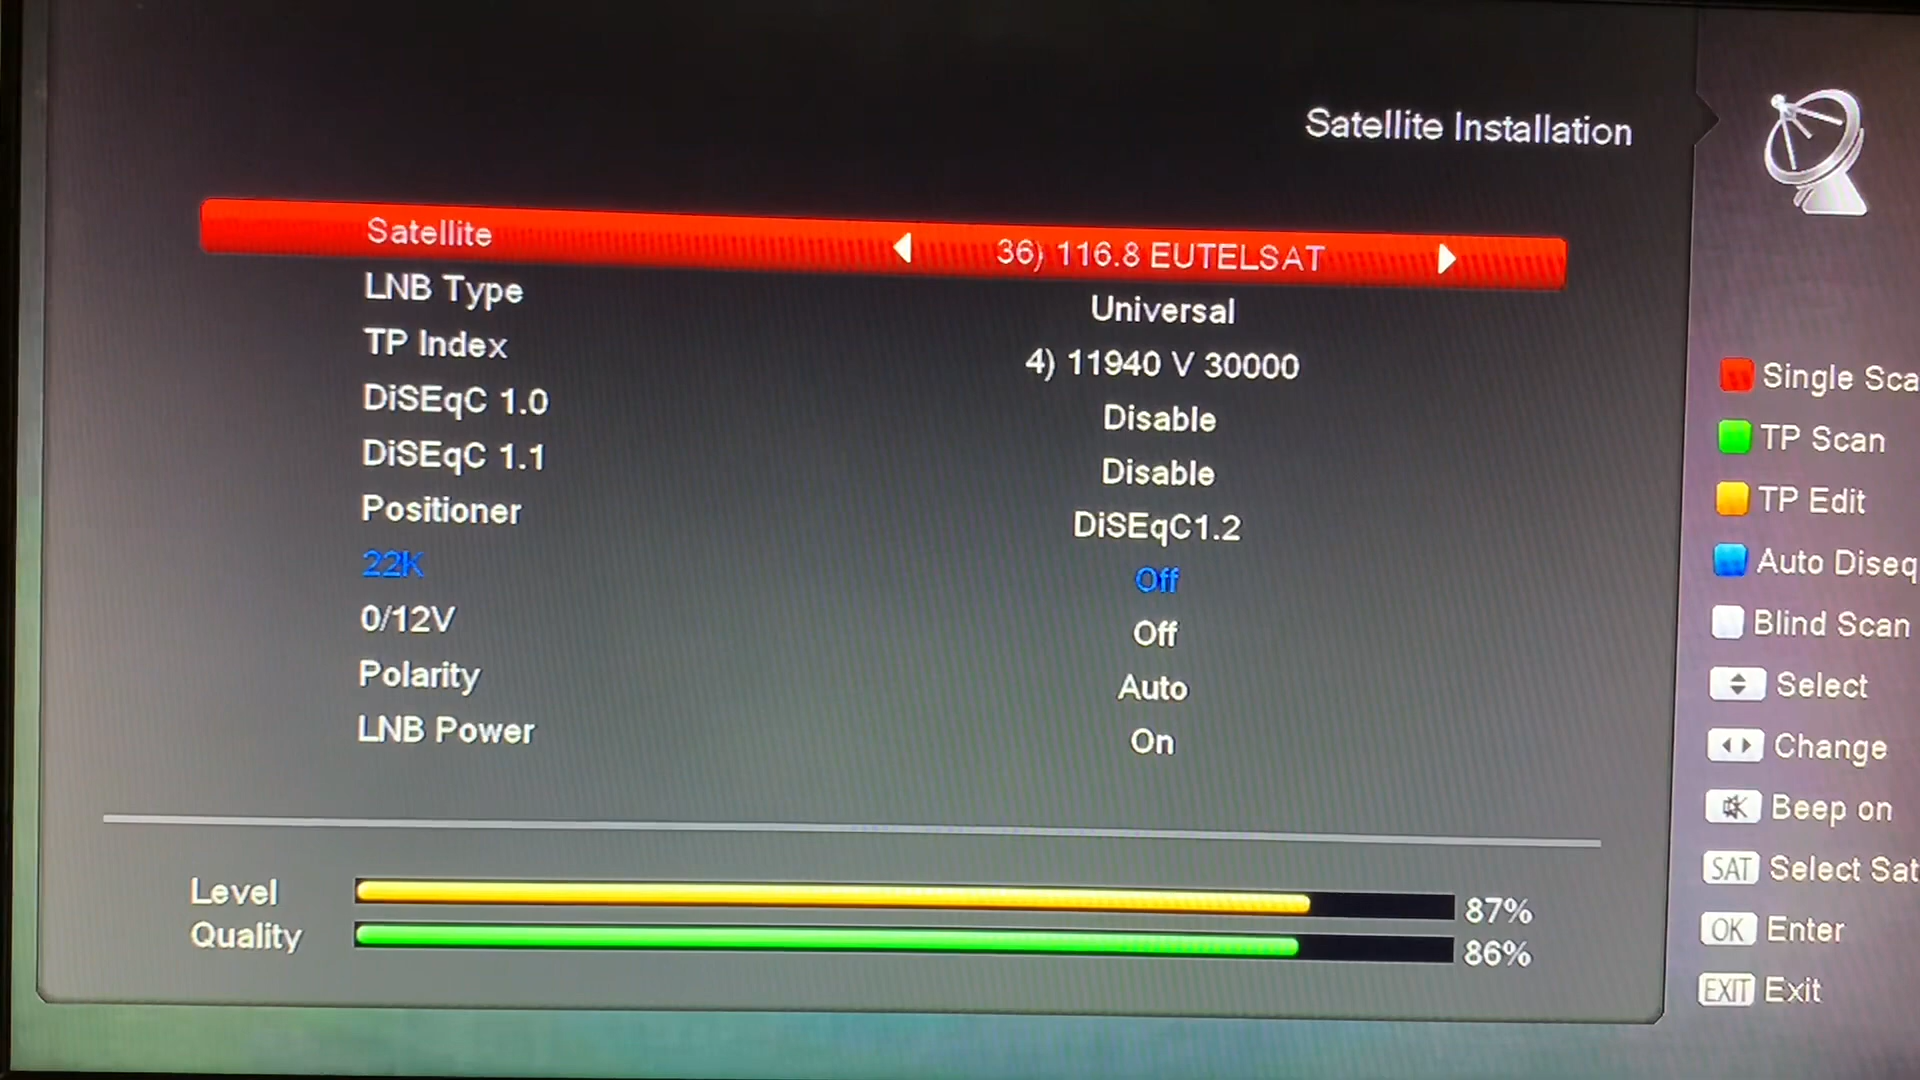 Satellite Installation
Satellite 36) 116.8 EUTELSAT
LNB Type Universal
TP Index 4) 11940 V 30000
DiSEqC 1.0 Disable
DiSEqC 1.1 Disable
Positioner DiSEqC1.2
22K Off
0/12V Off
Polarity Auto
LNB Power On
Level 87%
Quality 86%
Single Sca
TP Scan
TP Edit
Auto Diseq
Blind Scan
Select
Change
Beep on
SAT Select Sat
OK Enter
EXIT Exit